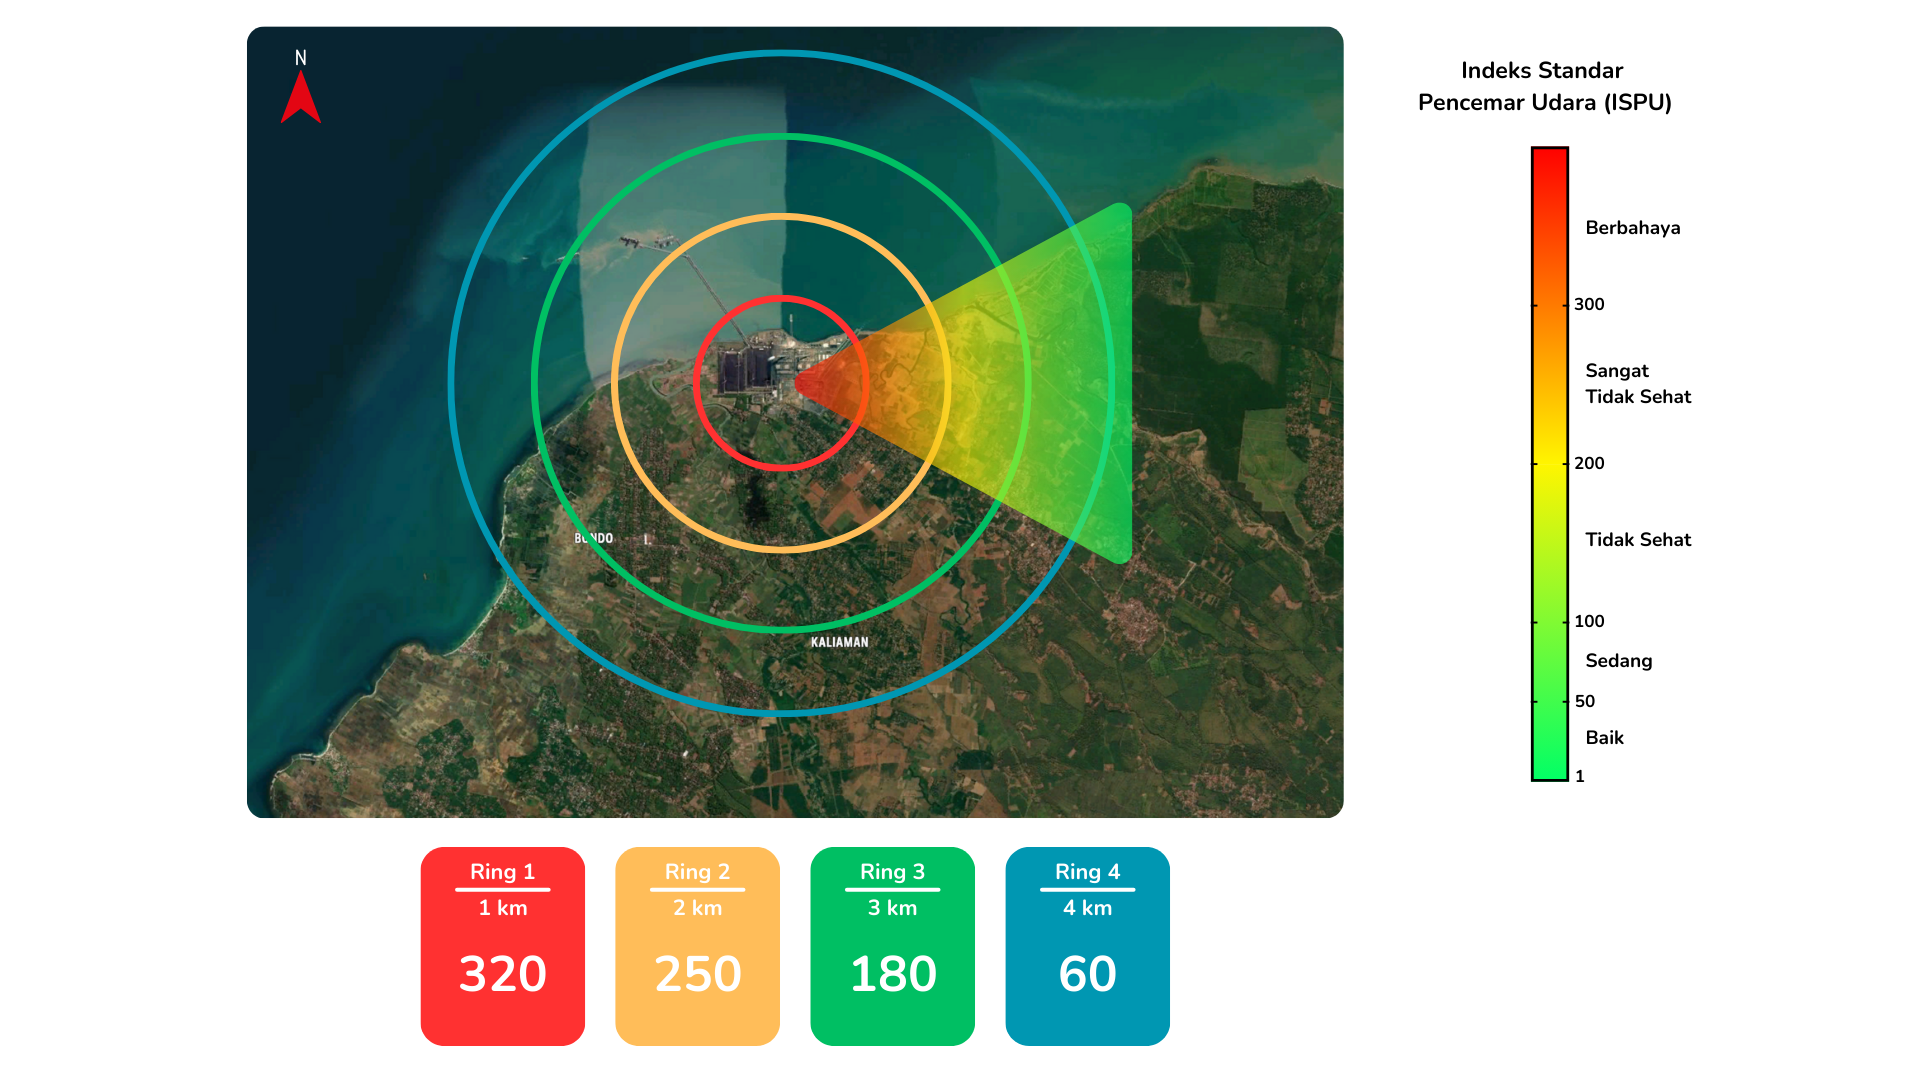 N
Indeks Standar
Pencemar Udara (ISPU)
Berbahaya
300
Sangat
Tidak Sehat
200
Tidak Sehat
100
Sedang
50
Baik
1
BONDO
KALIAMAN
Ring 1
1 km
320
Ring 2
2 km
250
Ring 3
3 km
180
Ring 4
4 km
60